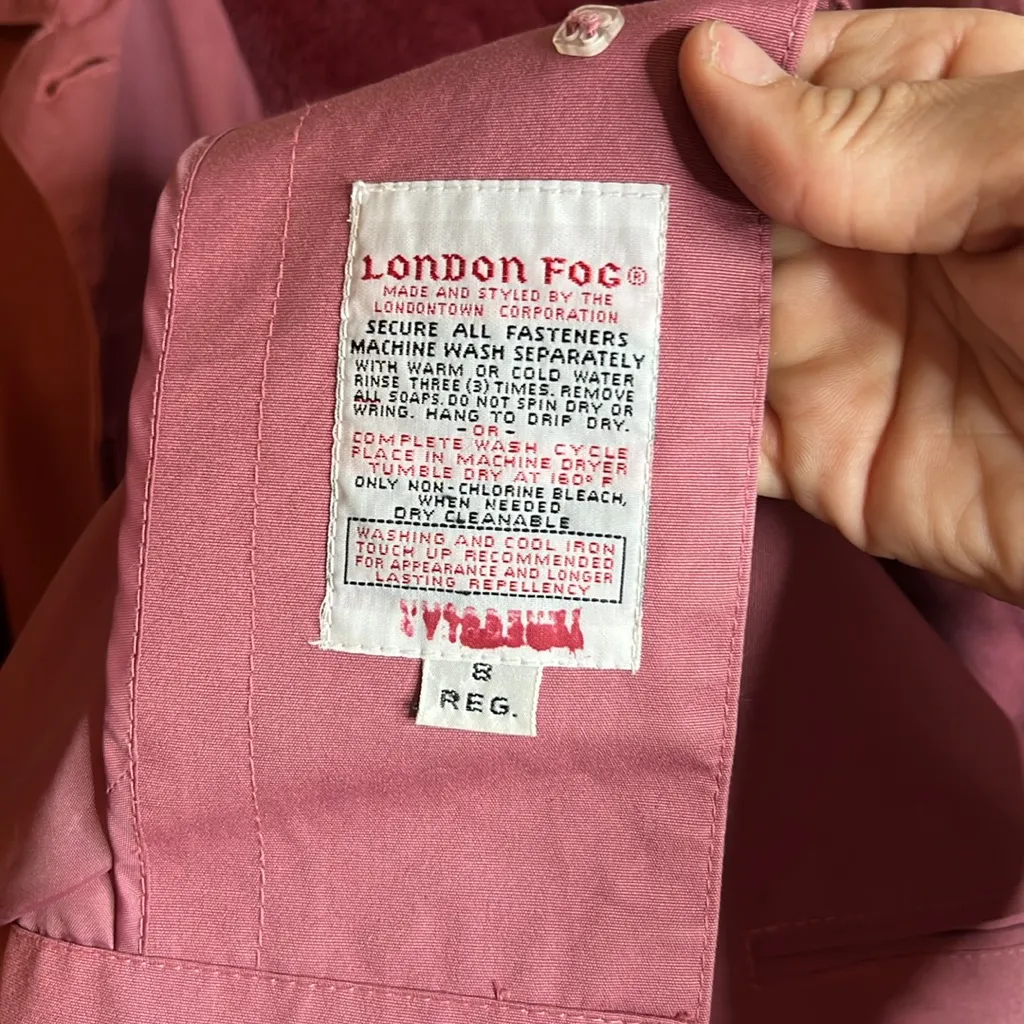 LONDON FOG®
MADE AND STYLED BY THE
LONDONTOWN CORPORATION
SECURE ALL FASTENERS
MACHINE WASH SEPARATELY
WITH WARM OR COLD WATER
RINSE THREE (3) TIMES. REMOVE
ALL SOAPS. DO NOT SPIN DRY OR
WRING. HANG TO DRIP DRY.
-OR-
COMPLETE WASH CYCLE
PLACE IN MACHINE DRYER
TUMBLE DRY AT 160° F
ONLY NON-CHLORINE BLEACH,
WHEN NEEDED
DRY CLEANABLE
WASHING AND COOL IRON
TOUCH UP RECOMMENDED
FOR APPEARANCE AND LONGER
LASTING REPELLENCY
8
REG.